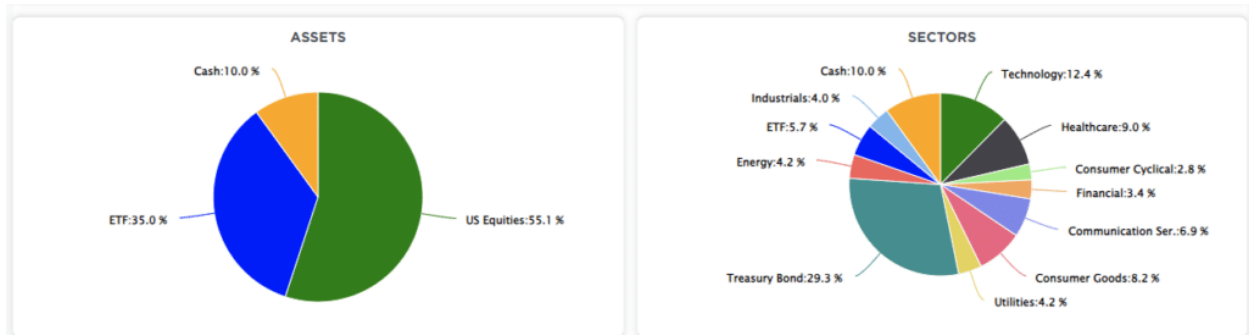 ASSETS
Cash:10.0 %
ETF:35.0 %
US Equities:55.1 %
SECTORS
Cash:10.0 %
Technology:12.4 %
Industrials:4.0 %
ETF:5.7 %
Healthcare:9.0 %
Energy:4.2 %
Consumer Cyclical:2.8 %
Financial:3.4 %
Communication Ser.:6.9 %
Treasury Bond:29.3 %
Consumer Goods:8.2 %
Utilities:4.2 %